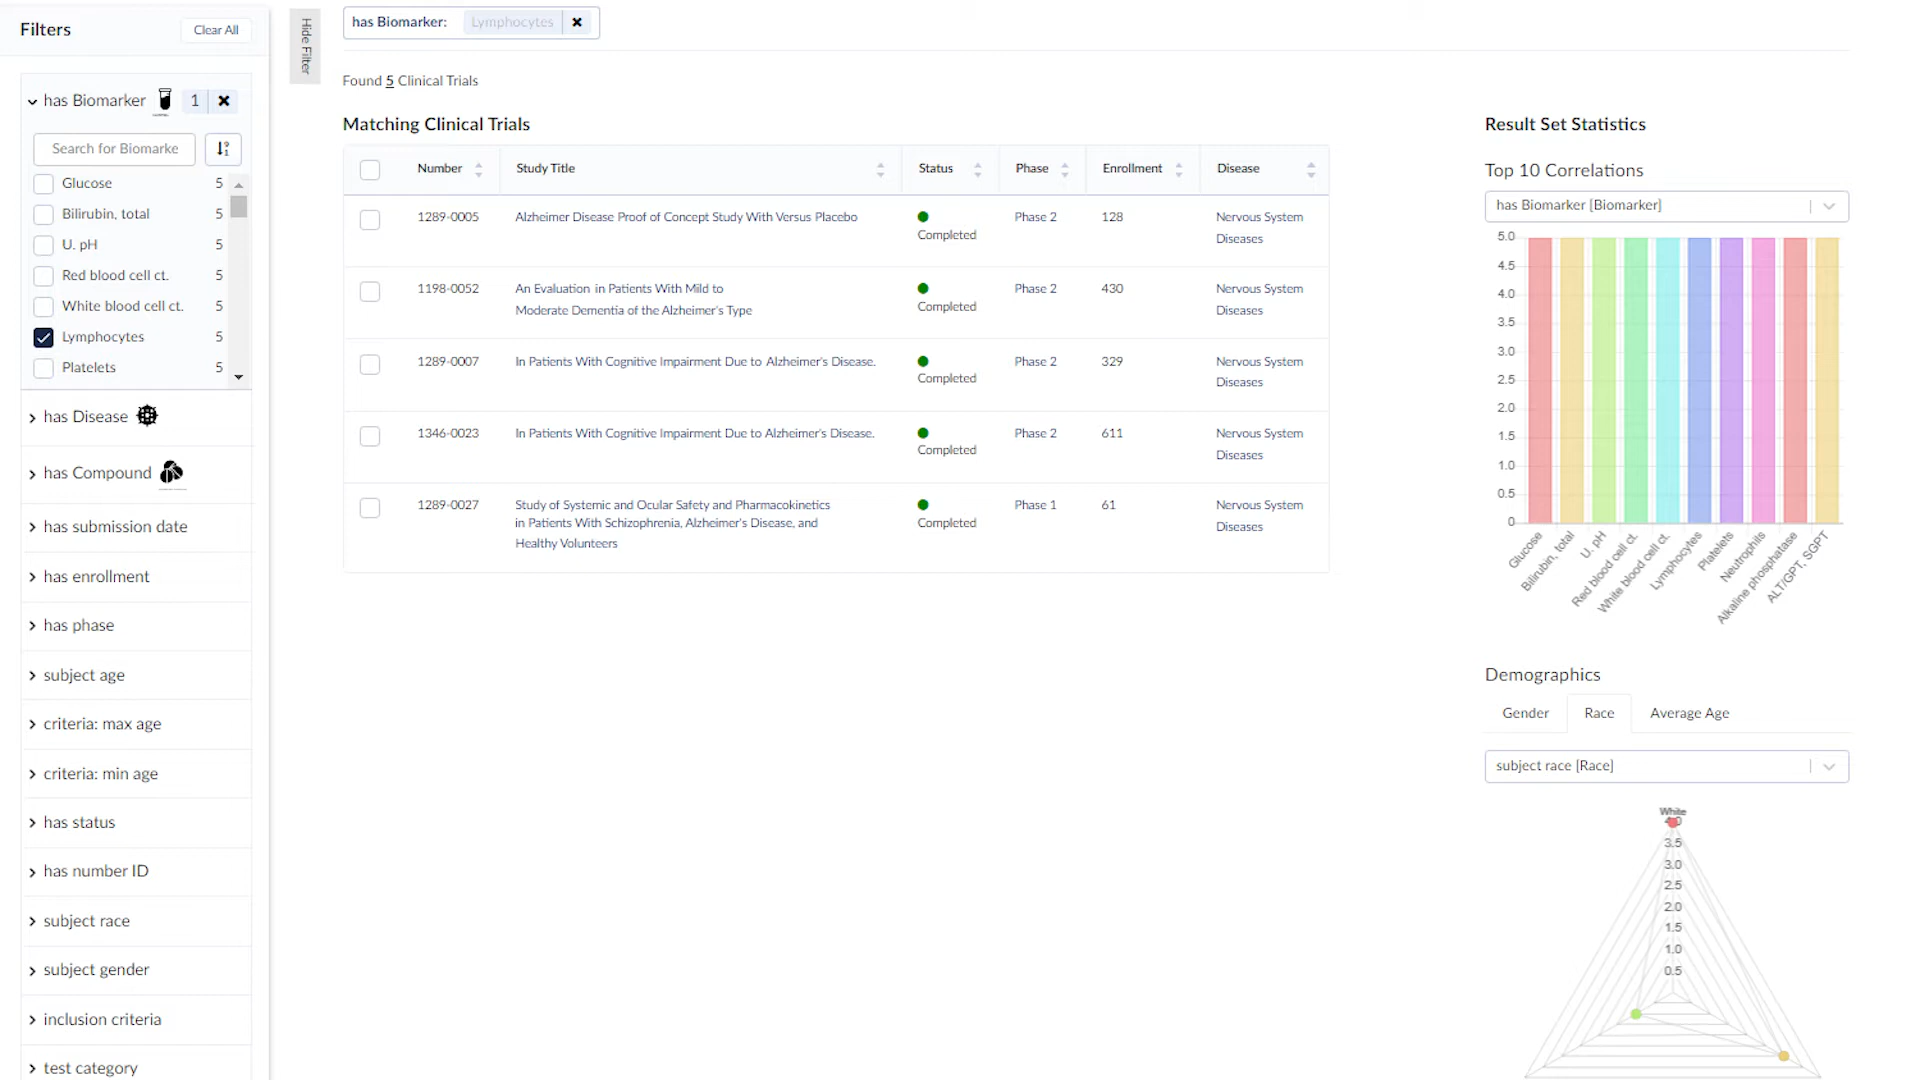 Filters
Clear All
has Biomarker
1
Search for Biomarke
Glucose 5
Bilirubin, total 5
U. pH 5
Red blood cell ct. 5
White blood cell ct. 5
Lymphocytes 5
Platelets 5
has Disease
has Compound
has submission date
has enrollment
has phase
subject age
criteria: max age
criteria: min age
has status
has number ID
subject race
subject gender
inclusion criteria
test category
Hide Filter
has Biomarker: Lymphocytes
Found 5 Clinical Trials
Matching Clinical Trials
Number Study Title Status Phase Enrollment Disease
1289-0005 Alzheimer Disease Proof of Concept Study With Versus Placebo Completed Phase 2 128 Nervous System
Diseases
1198-0052 An Evaluation in Patients With Mild to
Moderate Dementia of the Alzheimer's Type Completed Phase 2 430 Nervous System
Diseases
1289-0007 In Patients With Cognitive Impairment Due to Alzheimer's Disease. Completed Phase 2 329 Nervous System
Diseases
1346-0023 In Patients With Cognitive Impairment Due to Alzheimer's Disease. Completed Phase 2 611 Nervous System
Diseases
1289-0027 Study of Systemic and Ocular Safety and Pharmacokinetics
in Patients With Schizophrenia, Alzheimer's Disease, and
Healthy Volunteers Completed Phase 1 61 Nervous System
Diseases
Result Set Statistics
Top 10 Correlations
has Biomarker [Biomarker]
5.0
4.5
4.0
3.5
3.0
2.5
2.0
1.5
1.0
0.5
0
Glucose
Bilirubin, total
U. pH
Red blood cell ct.
White blood cell ct.
Lymphocytes
Platelets
Neutrophils
Alkaline phosphatase
ALT/GPT, SGPT
Demographics
Gender Race Average Age
subject race [Race]
White
4.0
3.5
3.0
2.5
2.0
1.5
1.0
0.5